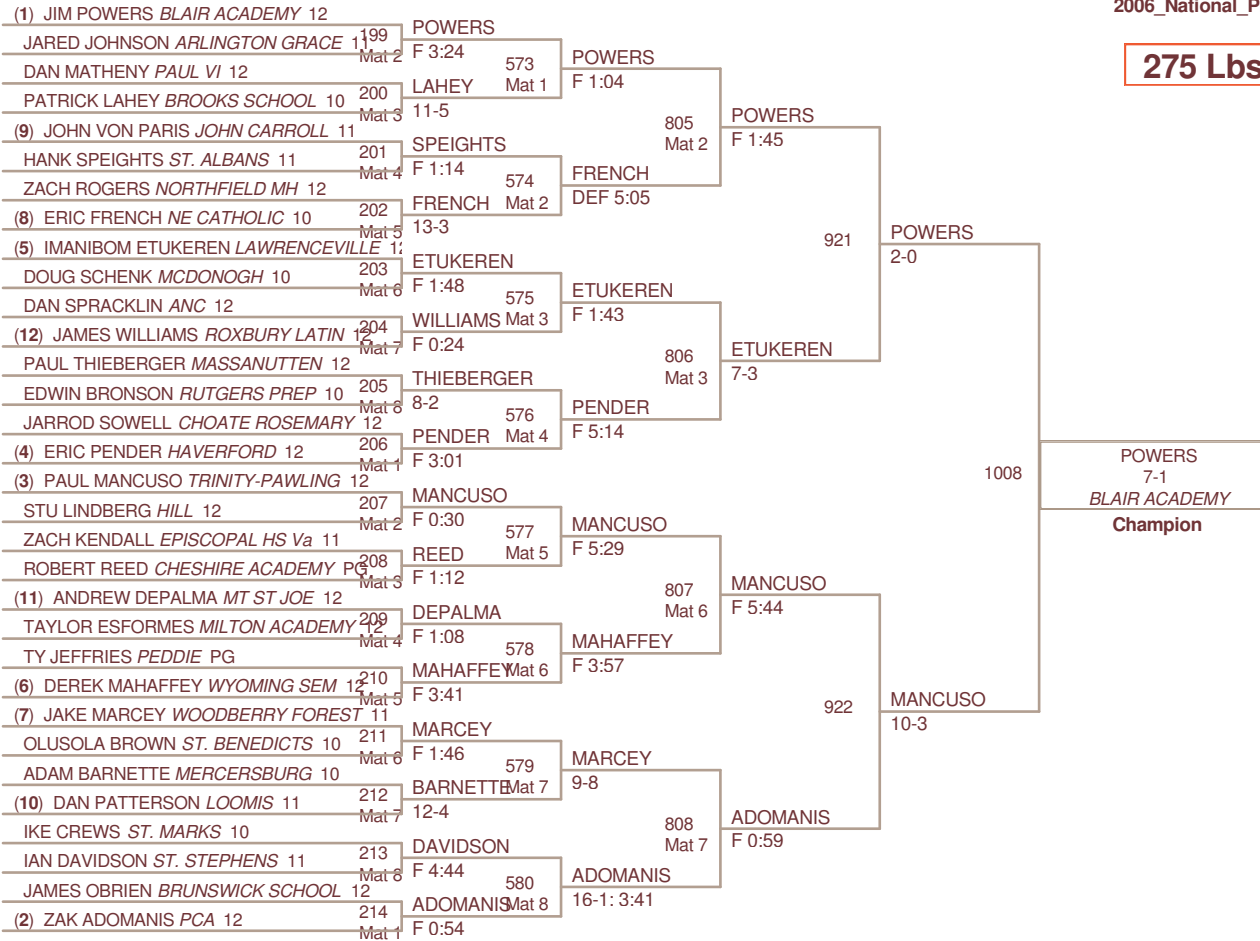 2006_National_P
275 Lbs
(1) JIM POWERS BLAIR ACADEMY 12
JARED JOHNSON ARLINGTON GRACE 11
199
Mat 2
DAN MATHENY PAUL VI 12
PATRICK LAHEY BROOKS SCHOOL 10
200
Mat 3
(9) JOHN VON PARIS JOHN CARROLL 11
HANK SPEIGHTS ST. ALBANS 11
201
Mat 4
ZACH ROGERS NORTHFIELD MH 12
(8) ERIC FRENCH NE CATHOLIC 10
202
Mat 5
(5) IMANIBOM ETUKEREN LAWRENCEVILLE 12
DOUG SCHENK MCDONOGH 10
203
Mat 6
DAN SPRACKLIN ANC 12
(12) JAMES WILLIAMS ROXBURY LATIN 12
204
Mat 7
PAUL THIEBERGER MASSANUTTEN 12
EDWIN BRONSON RUTGERS PREP 10
205
Mat 8
JARROD SOWELL CHOATE ROSEMARY 12
(4) ERIC PENDER HAVERFORD 12
206
Mat 1
(3) PAUL MANCUSO TRINITY-PAWLING 12
STU LINDBERG HILL 12
207
Mat 2
ZACH KENDALL EPISCOPAL HS Va 11
ROBERT REED CHESHIRE ACADEMY PG
208
Mat 3
(11) ANDREW DEPALMA MT ST JOE 12
TAYLOR ESFORMES MILTON ACADEMY 12
209
Mat 4
TY JEFFRIES PEDDIE PG
(6) DEREK MAHAFFEY WYOMING SEM 12
210
Mat 5
(7) JAKE MARCEY WOODBERRY FOREST 11
OLUSOLA BROWN ST. BENEDICTS 10
211
Mat 6
ADAM BARNETTE MERCERSBURG 10
(10) DAN PATTERSON LOOMIS 11
212
Mat 7
IKE CREWS ST. MARKS 10
IAN DAVIDSON ST. STEPHENS 11
213
Mat 8
JAMES OBRIEN BRUNSWICK SCHOOL 12
(2) ZAK ADOMANIS PCA 12
214
Mat 1
POWERS
F 3:24
573
Mat 1
LAHEY
11-5
SPEIGHTS
F 1:14
574
Mat 2
FRENCH
13-3
ETUKEREN
F 1:48
575
Mat 3
WILLIAMS
F 0:24
THIEBERGER
8-2
576
Mat 4
PENDER
F 3:01
MANCUSO
F 0:30
577
Mat 5
REED
F 1:12
DEPALMA
F 1:08
578
Mat 6
MAHAFFEY
F 3:41
MARCEY
F 1:46
579
Mat 7
BARNETTE
12-4
DAVIDSON
F 4:44
580
Mat 8
ADOMANIS
F 0:54
POWERS
F 1:04
805
Mat 2
FRENCH
DEF 5:05
ETUKEREN
F 1:43
806
Mat 3
PENDER
F 5:14
MANCUSO
F 5:29
807
Mat 6
MAHAFFEY
F 3:57
MARCEY
9-8
808
Mat 7
ADOMANIS
16-1: 3:41
POWERS
F 1:45
921
ETUKEREN
7-3
MANCUSO
F 5:44
922
ADOMANIS
F 0:59
POWERS
2-0
1008
MANCUSO
10-3
POWERS
7-1
BLAIR ACADEMY
Champion